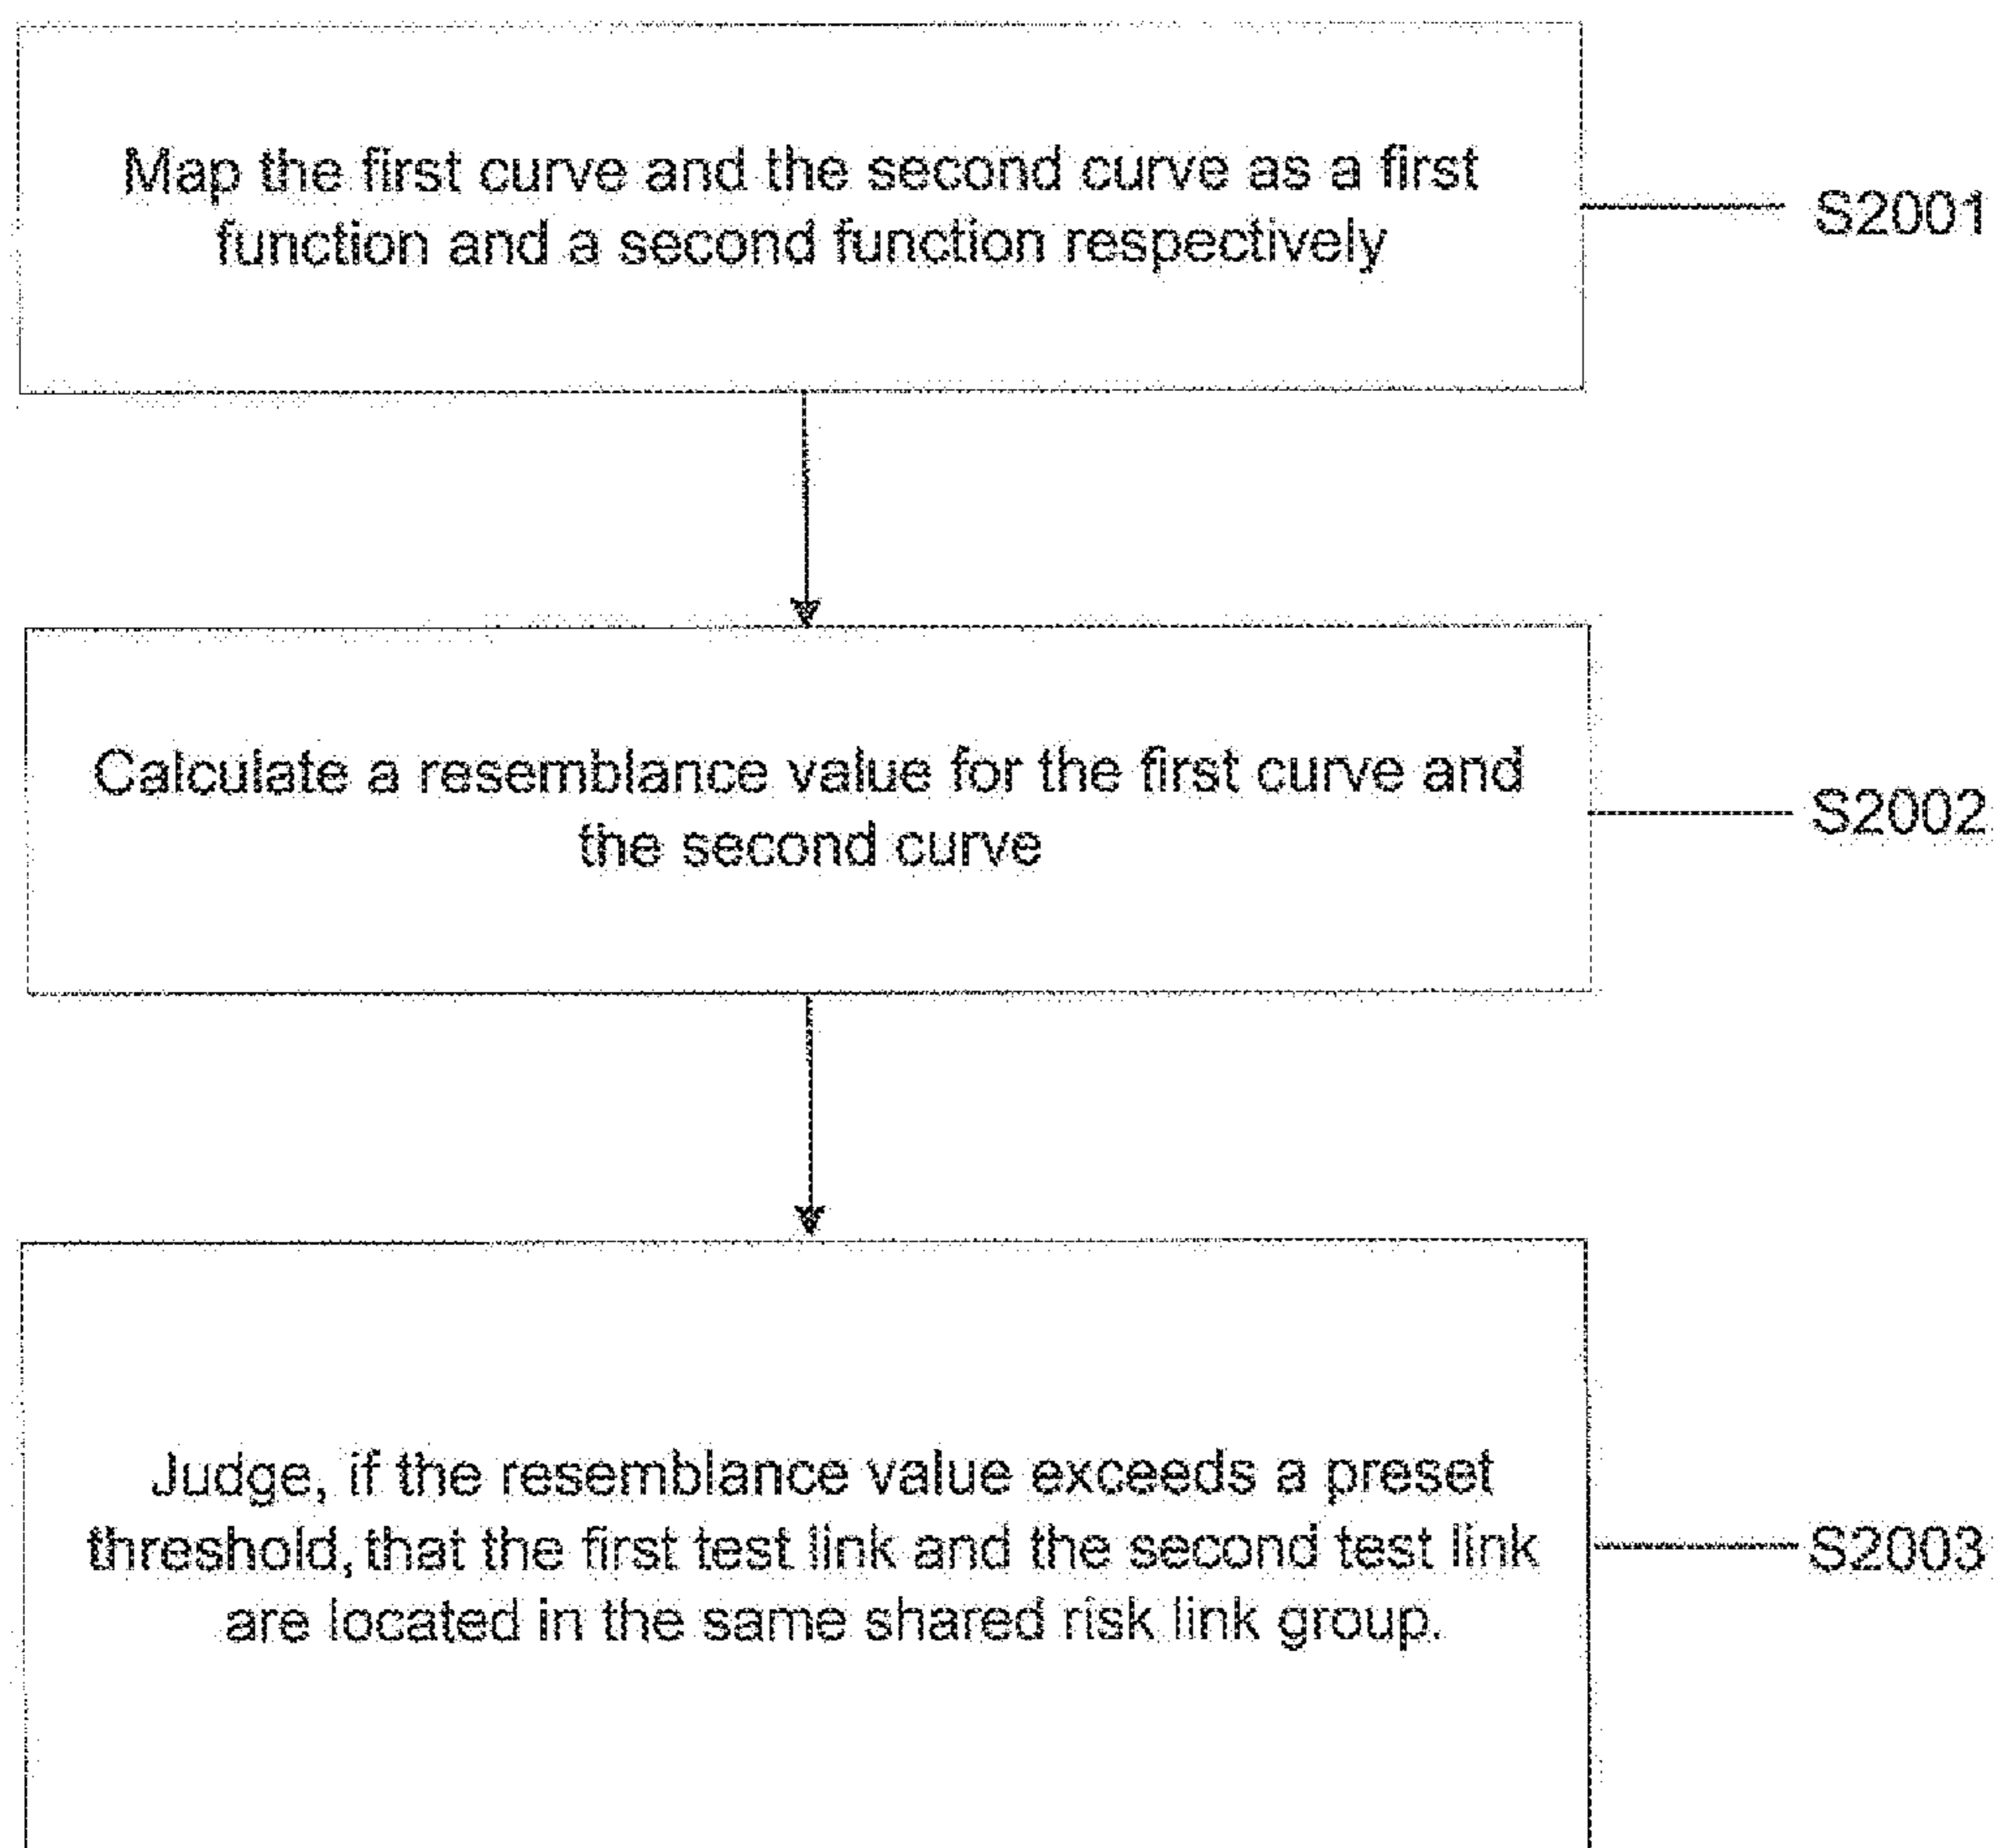 Map the first curve and the second curve as a first
function and a second function respectively
S2001
Calculate a resemblance value for the first curve and
the second curve
S2002
Judge, if the resemblance value exceeds a preset
threshold, that the first test link and the second test link
are located in the same shared risk link group.
S2003